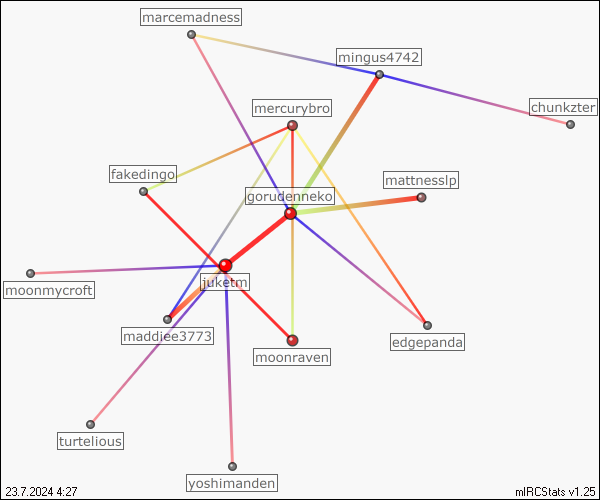 marcemadness
mingus4742
mercurybro
chunkzter
fakedingo
mattnesslp
gorudenneko
juketm
moonmycroft
maddiee3773
edgepanda
moonraven
turtelious
yoshimanden
23.7.2024 4:27
mIRCStats v1.25